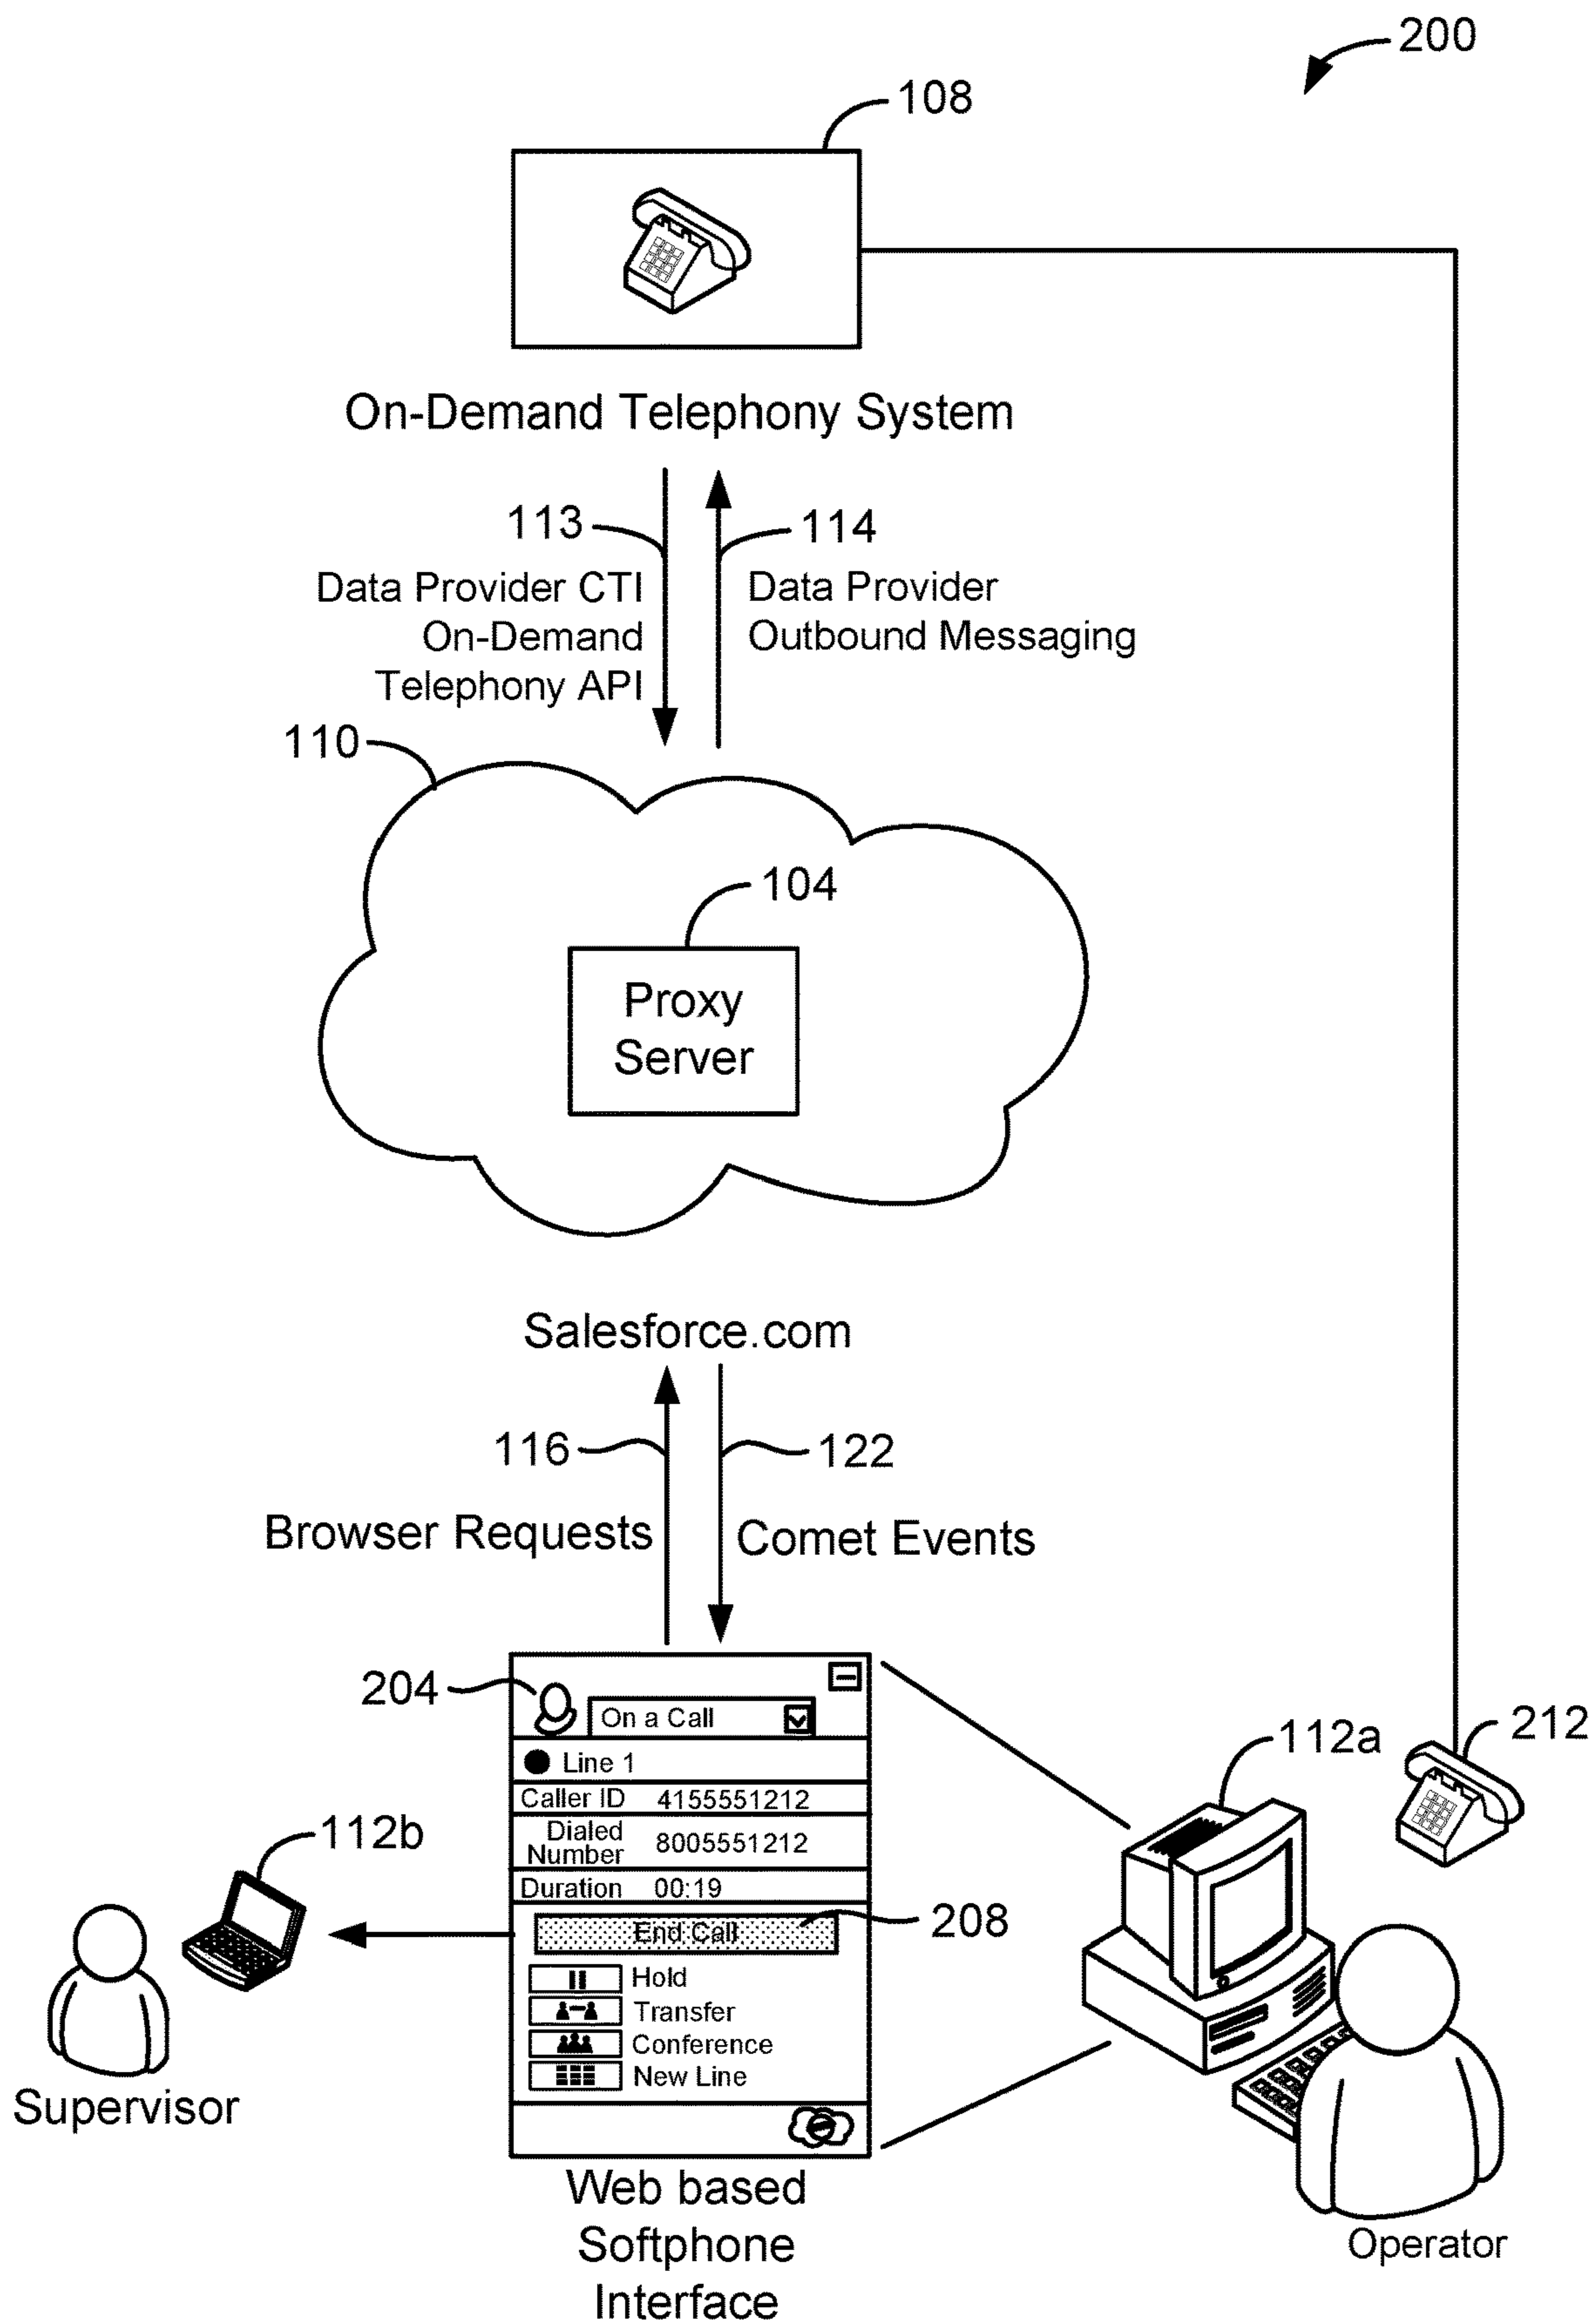 200
108
On-Demand Telephony System
113
114
Data Provider CTI
On-Demand
Telephony API
Data Provider
Outbound Messaging
110
104
Proxy
Server
Salesforce.com
116
122
Browser Requests
Comet Events
204
On a Call
Line 1
Caller ID 4155551212
Dialed
Number 8005551212
Duration 00:19
End Call
208
Hold
Transfer
Conference
New Line
Web based
Softphone
Interface
112b
Supervisor
112a
212
Operator